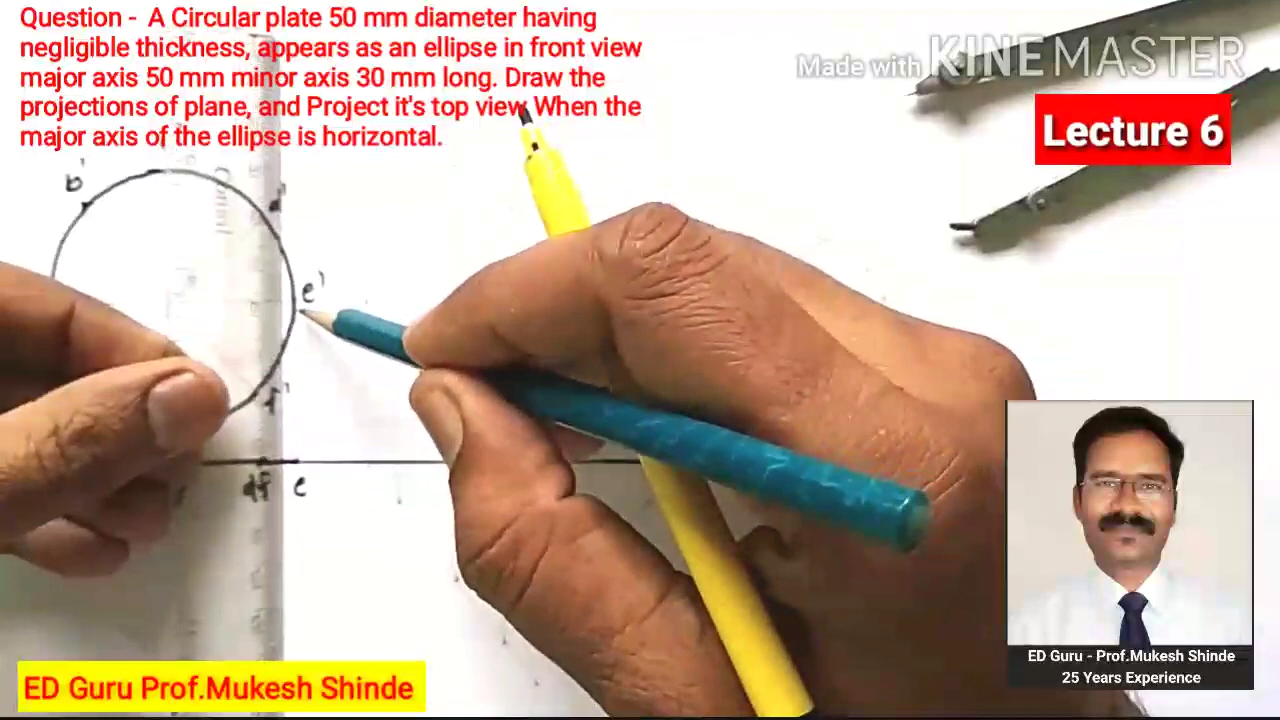 Question - A Circular plate 50 mm diameter having
negligible thickness, appears as an ellipse in front view
major axis 50 mm minor axis 30 mm long. Draw the
projections of plane, and Project it's top view When the
major axis of the ellipse is horizontal.
Made with KINEMASTER
Lecture 6
b'
d'
e'
f'
df e
ED Guru - Prof.Mukesh Shinde
25 Years Experience
ED Guru Prof.Mukesh Shinde